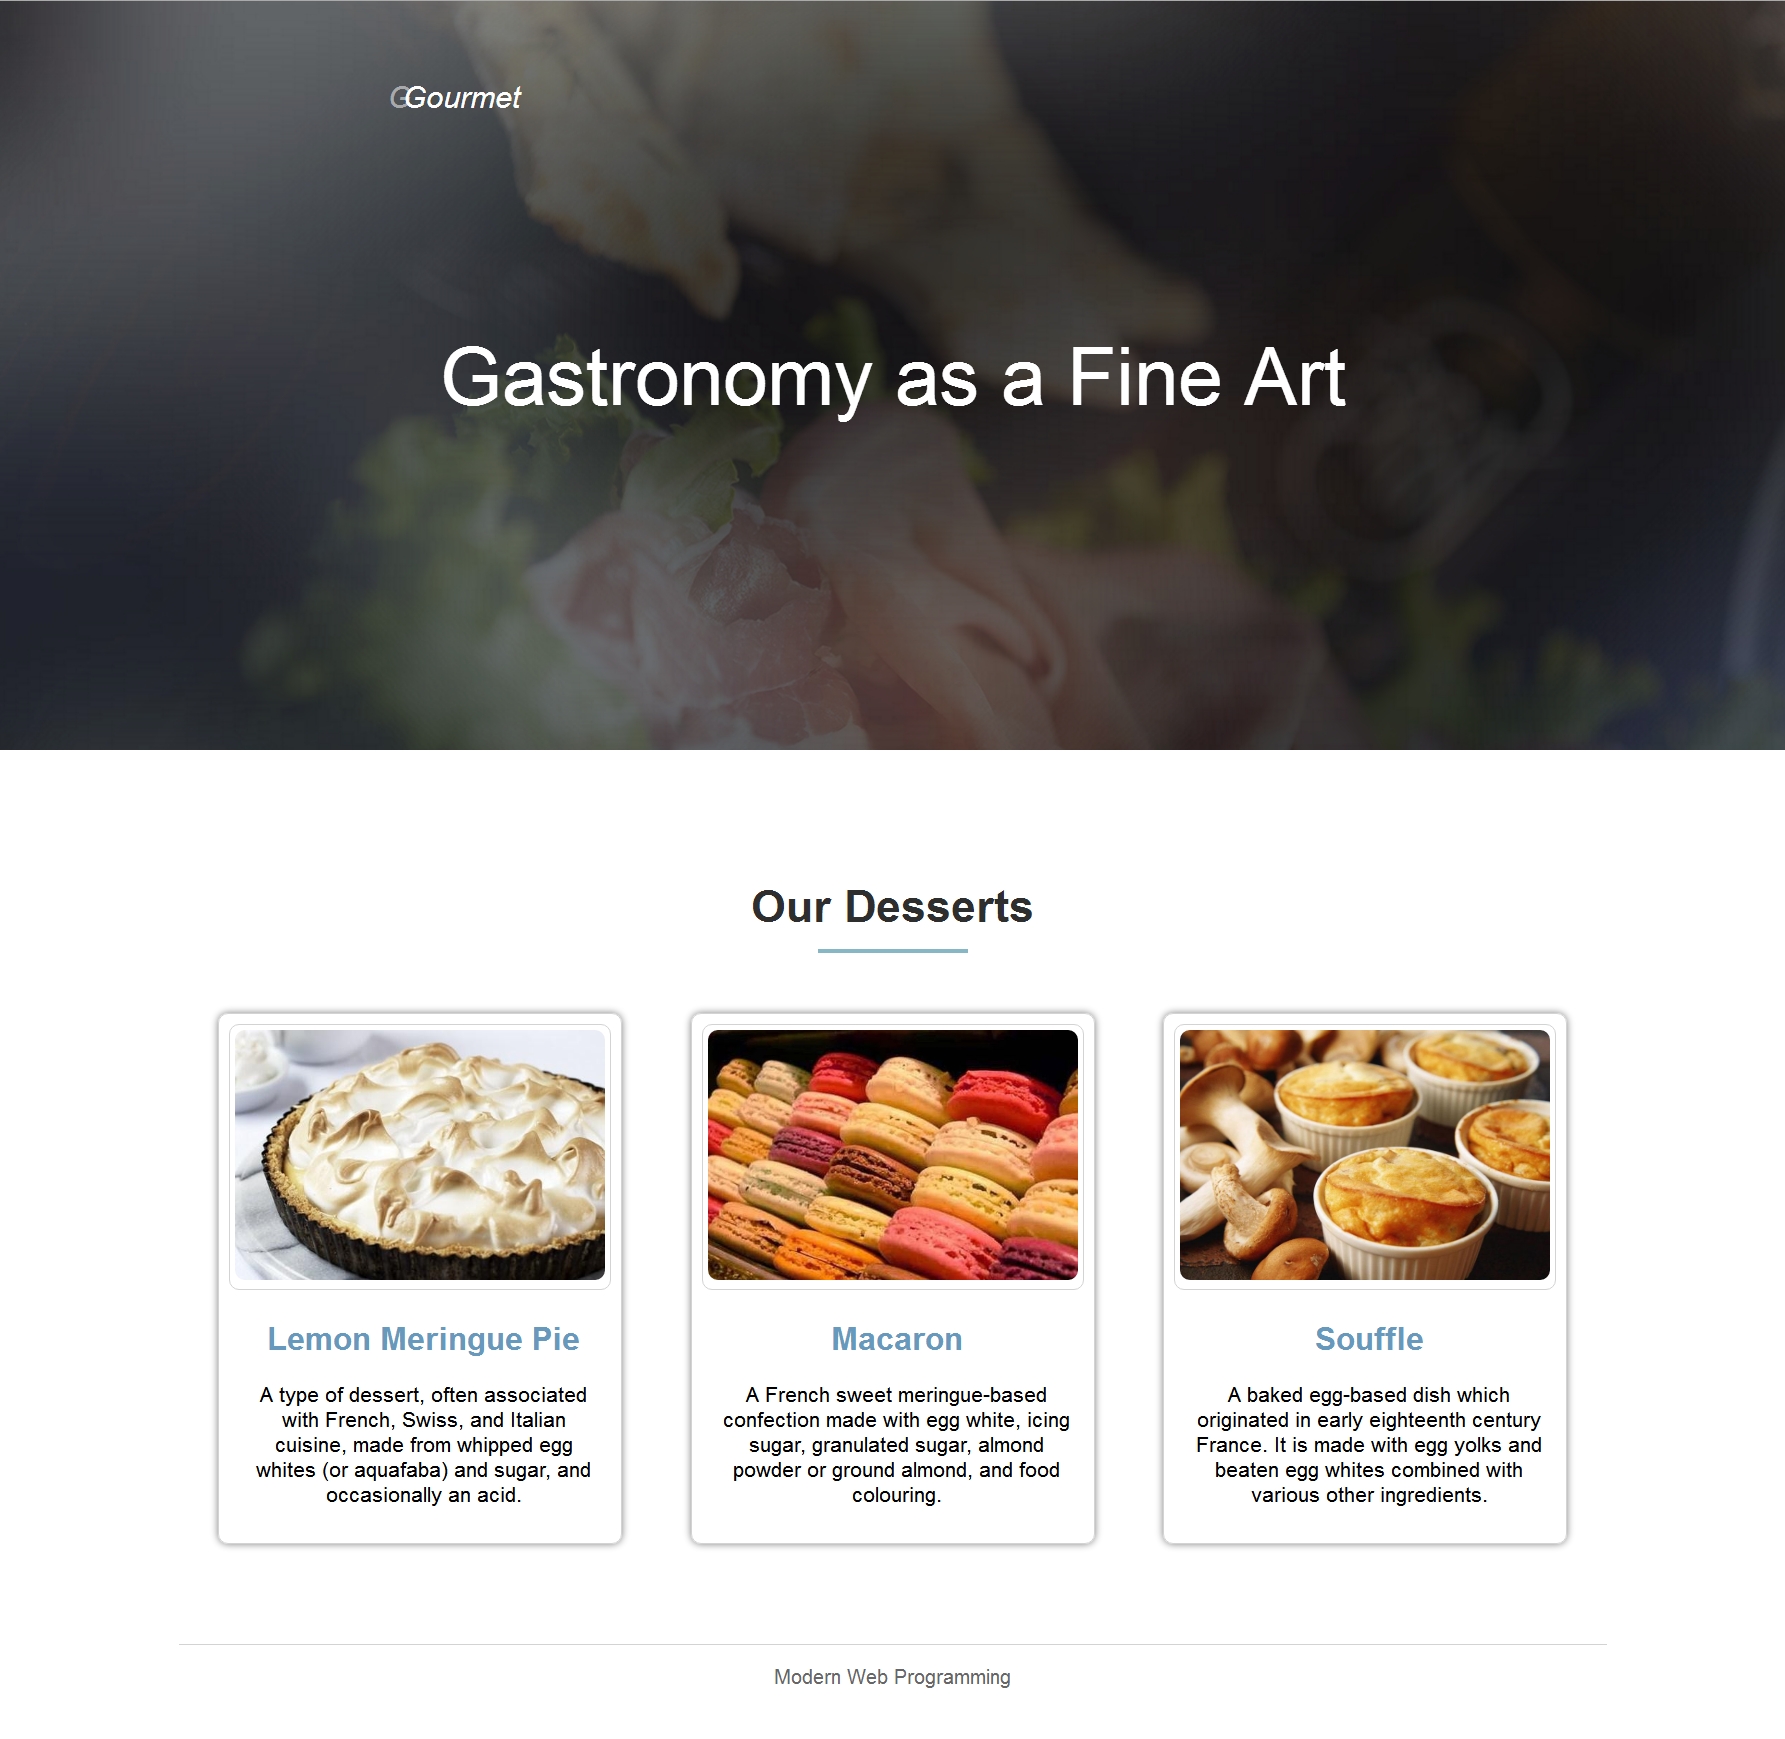 GGourmet
Gastronomy as a Fine Art
Our Desserts
Lemon Meringue Pie
A type of dessert, often associated
with French, Swiss, and Italian
cuisine, made from whipped egg
whites (or aquafaba) and sugar, and
occasionally an acid.
Macaron
A French sweet meringue-based
confection made with egg white, icing
sugar, granulated sugar, almond
powder or ground almond, and food
colouring.
Souffle
A baked egg-based dish which
originated in early eighteenth century
France. It is made with egg yolks and
beaten egg whites combined with
various other ingredients.
Modern Web Programming